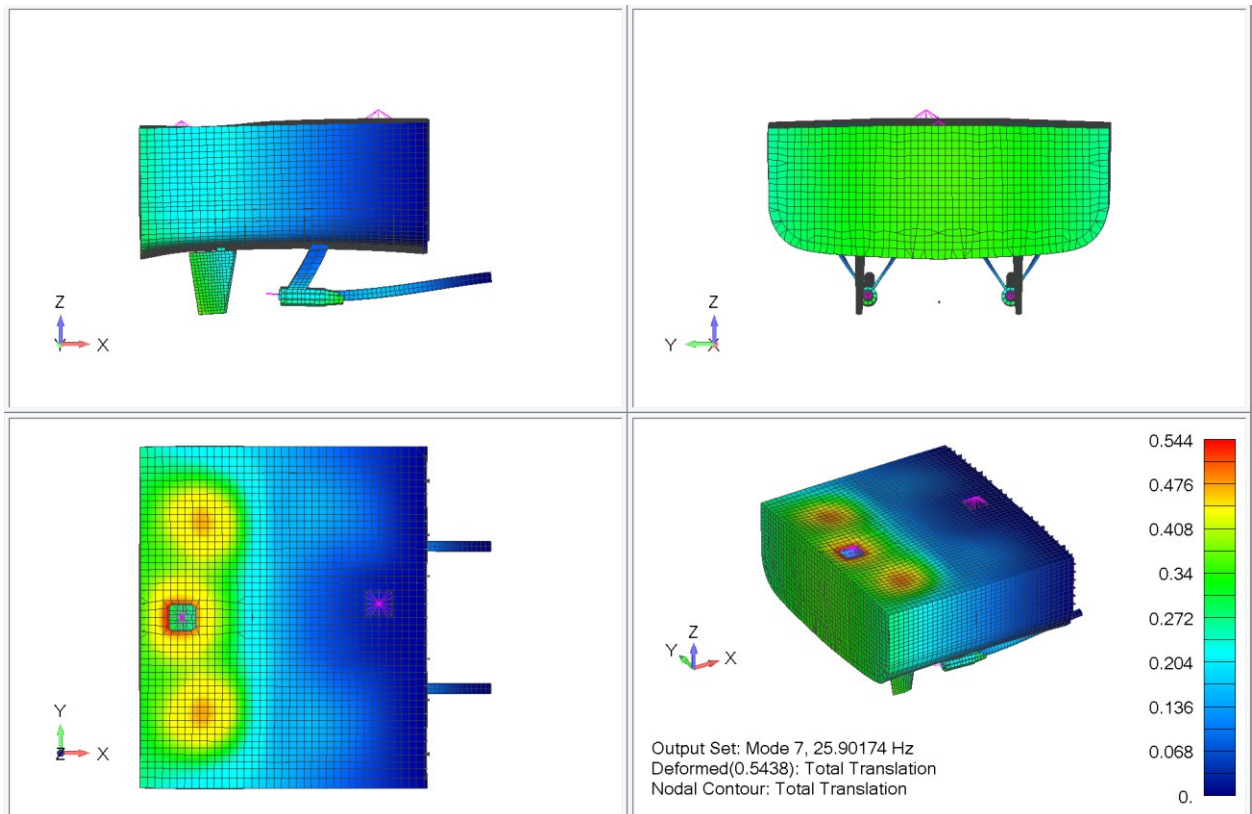 Z
Y
X
Z
Y
X
Y
Z
X
Z
Y
X
0.544
0.476
0.408
0.34
0.272
0.204
0.136
0.068
0.
Output Set: Mode 7, 25.90174 Hz
Deformed(0.5438): Total Translation
Nodal Contour: Total Translation